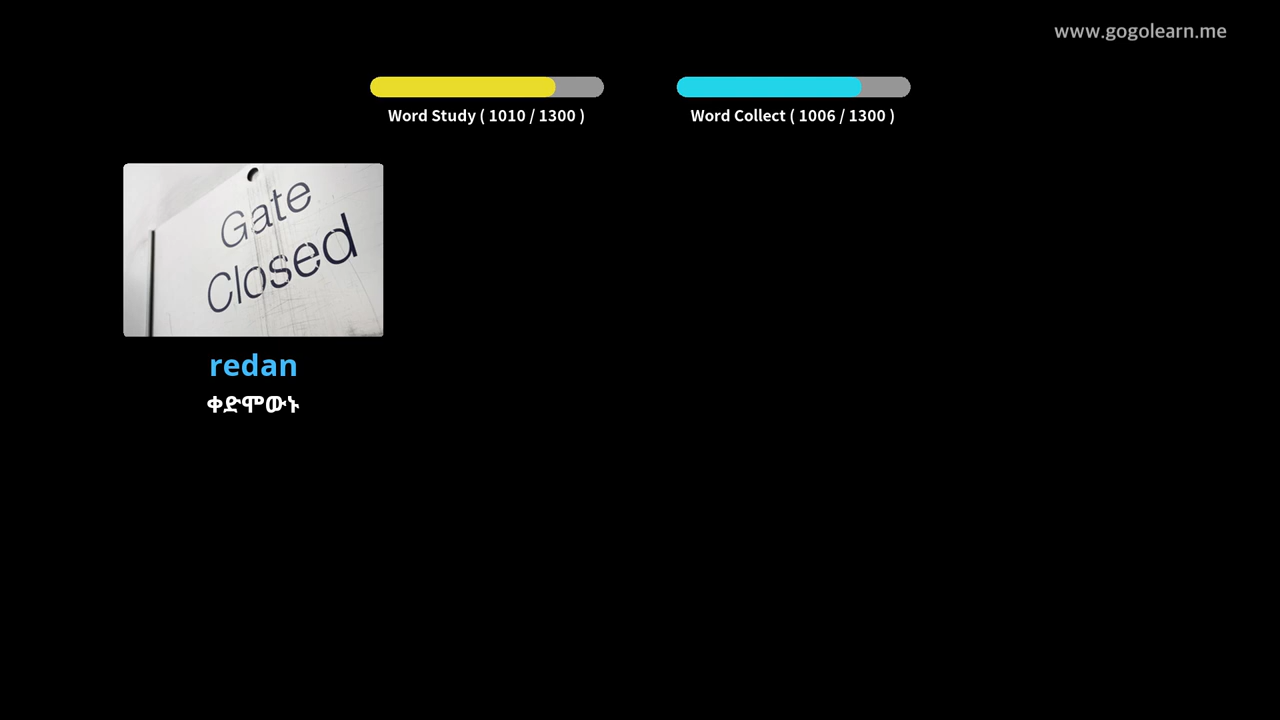 www.gogolearn.me
Word Study ( 1010 / 1300 )
Word Collect ( 1006 / 1300 )
Gate
Closed
redan
ቀድሞውኑ